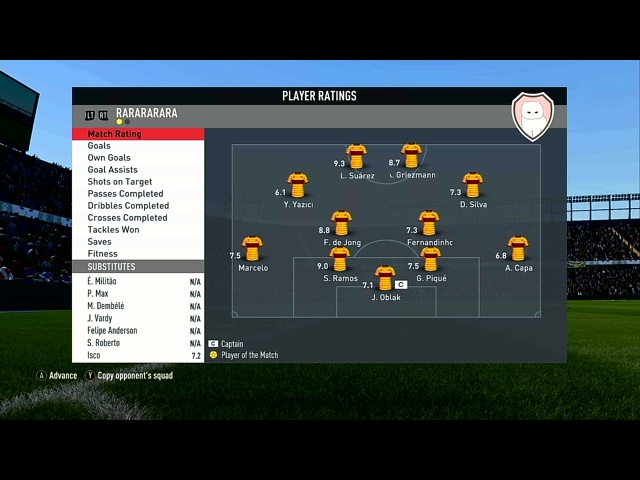 PLAYER RATINGS
LT RT RARARARARA
Match Rating
Goals
Own Goals
Goal Assists
Shots on Target
Passes Completed
Dribbles Completed
Crosses Completed
Tackles Won
Saves
Fitness
SUBSTITUTES
É. Militão N/A
P. Max N/A
M. Dembélé N/A
J. Vardy N/A
Felipe Anderson N/A
S. Roberto N/A
Isco 7.2
9.3 8.7
L. Suárez Griezmann
6.1 7.3
Y. Yazıcı D. Silva
8.8 7.3
F. de Jong Fernandinho
7.5 6.8
Marcelo A. Capa
9.0 7.5
S. Ramos G. Piqué
7.1 C
J. Oblak
C Captain
Player of the Match
A Advance Y Copy opponent's squad